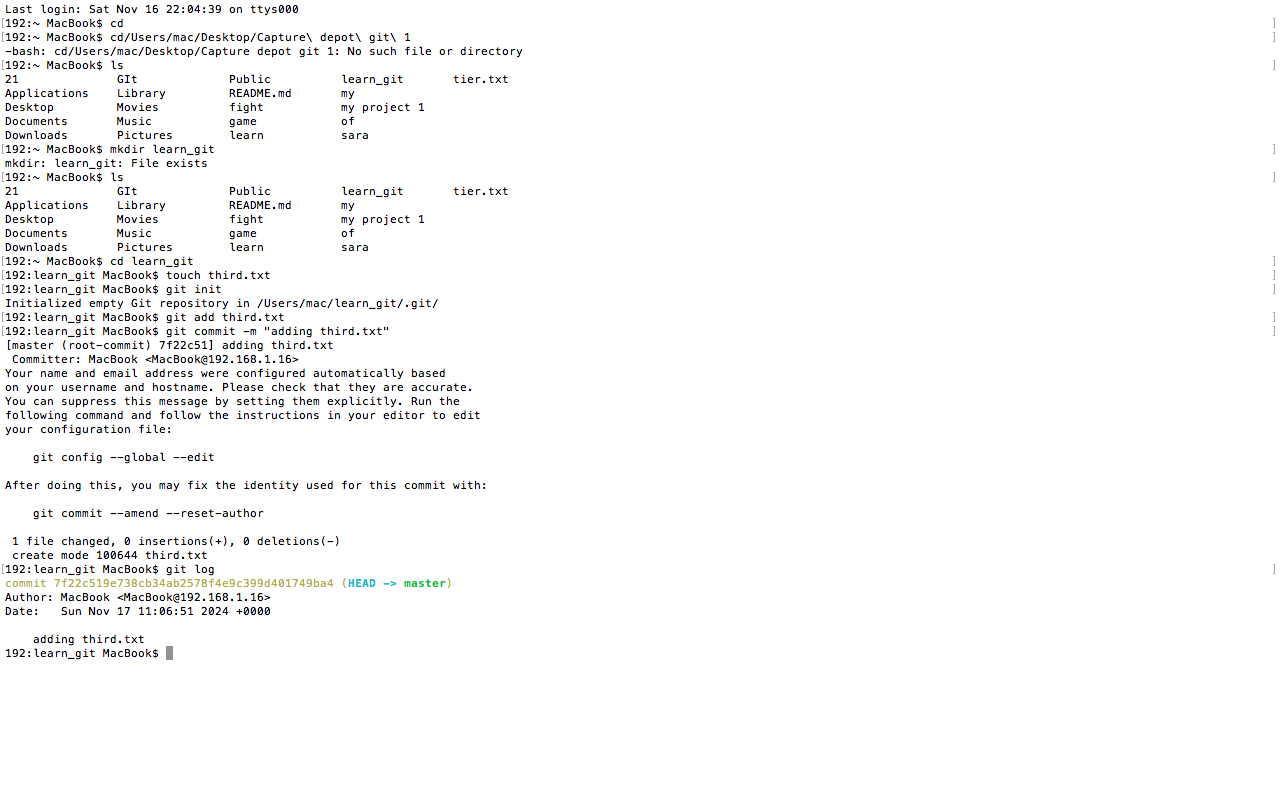 Last login: Sat Nov 16 22:04:39 on ttys000
[192:~ MacBook$ cd ]
[192:~ MacBook$ cd/Users/mac/Desktop/Capture\ depot\ git\ 1 ]
-bash: cd/Users/mac/Desktop/Capture depot git 1: No such file or directory
[192:~ MacBook$ ls ]
21 GIt Public learn_git tier.txt
Applications Library README.md my
Desktop Movies fight my project 1
Documents Music game of
Downloads Pictures learn sara
[192:~ MacBook$ mkdir learn_git ]
mkdir: learn_git: File exists
[192:~ MacBook$ ls ]
21 GIt Public learn_git tier.txt
Applications Library README.md my
Desktop Movies fight my project 1
Documents Music game of
Downloads Pictures learn sara
[192:~ MacBook$ cd learn_git ]
[192:learn_git MacBook$ touch third.txt ]
[192:learn_git MacBook$ git init ]
Initialized empty Git repository in /Users/mac/learn_git/.git/
[192:learn_git MacBook$ git add third.txt ]
[192:learn_git MacBook$ git commit -m "adding third.txt" ]
[master (root-commit) 7f22c51] adding third.txt
Committer: MacBook <MacBook@192.168.1.16>
Your name and email address were configured automatically based
on your username and hostname. Please check that they are accurate.
You can suppress this message by setting them explicitly. Run the
following command and follow the instructions in your editor to edit
your configuration file:
git config --global --edit
After doing this, you may fix the identity used for this commit with:
git commit --amend --reset-author
1 file changed, 0 insertions(+), 0 deletions(-)
create mode 100644 third.txt
[192:learn_git MacBook$ git log ]
commit 7f22c519e738cb34ab2578f4e9c399d401749ba4 (HEAD -> master)
Author: MacBook <MacBook@192.168.1.16>
Date: Sun Nov 17 11:06:51 2024 +0000
adding third.txt
192:learn_git MacBook$